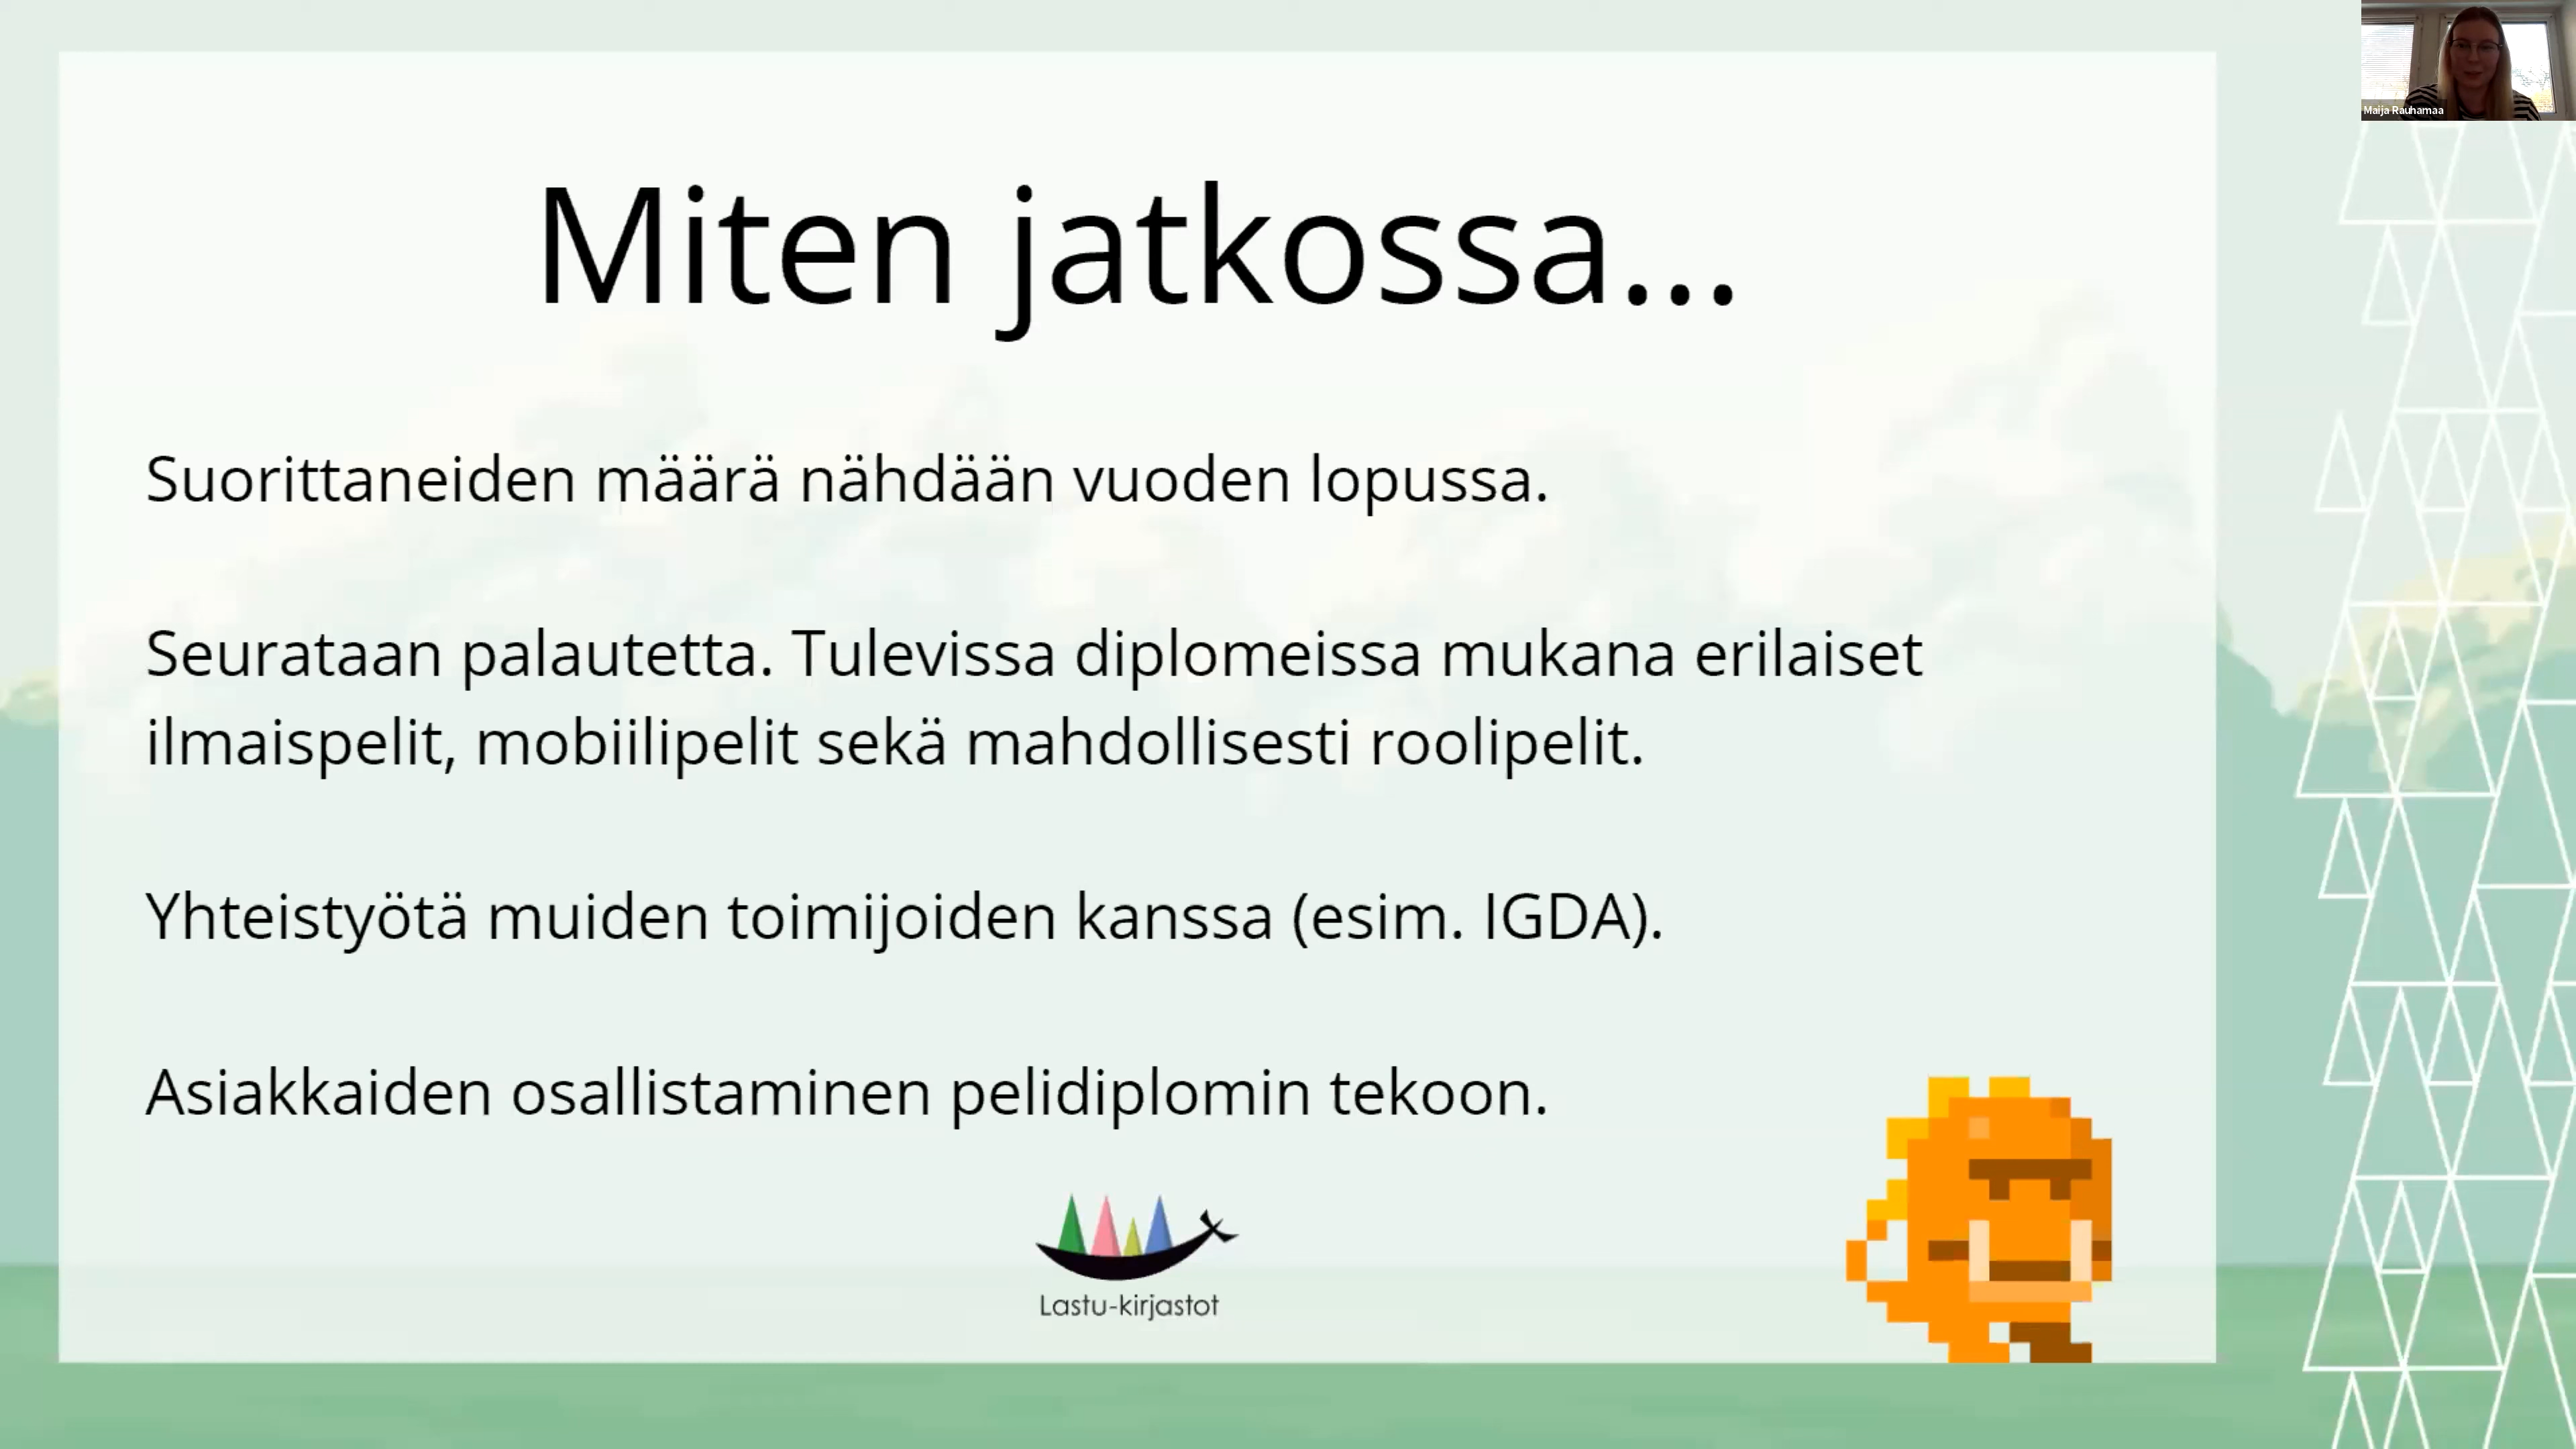 Maija Rauhamaa
Miten jatkossa...
Suorittaneiden määrä nähdään vuoden lopussa.
Seurataan palautetta. Tulevissa diplomeissa mukana erilaiset
ilmaispelit, mobiilipelit sekä mahdollisesti roolipelit.
Yhteistyötä muiden toimijoiden kanssa (esim. IGDA).
Asiakkaiden osallistaminen pelidiplomin tekoon.
Lastu-kirjastot